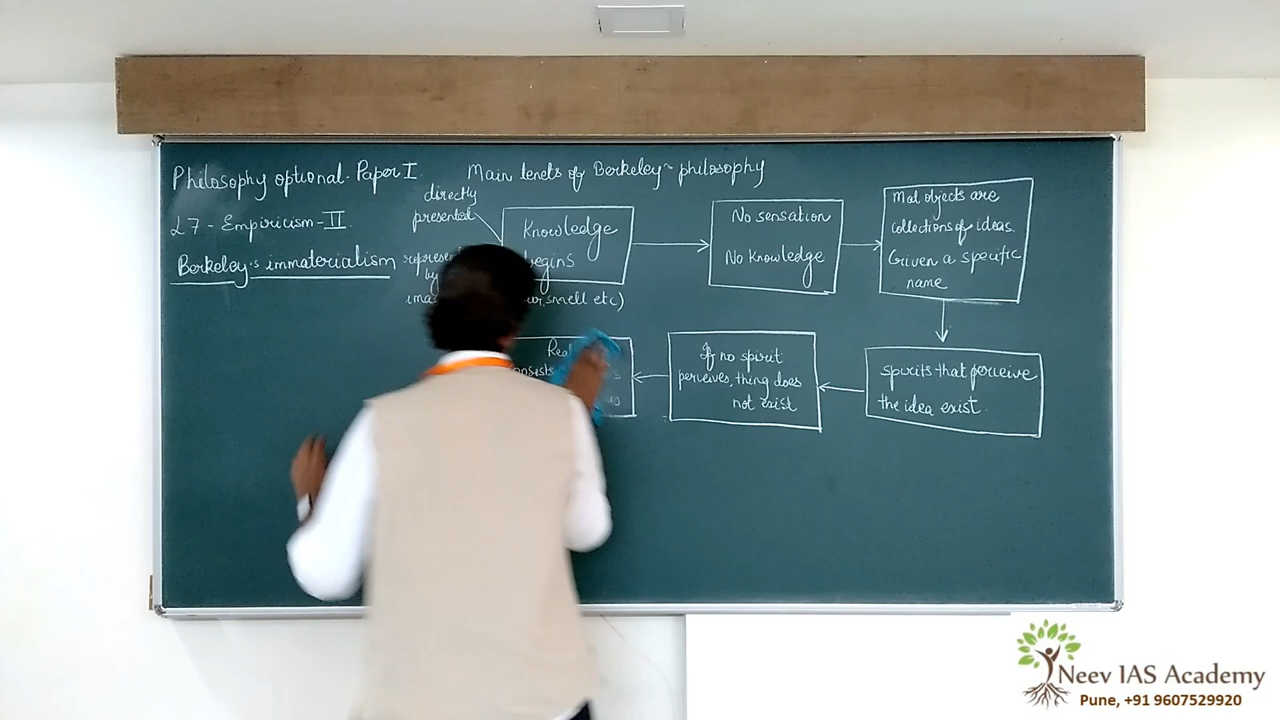 Philosophy optional. Paper I.
L7 - Empiricism - II
Berkeley's immaterialism
Main tenets of Berkeley's philosophy
directly
presented
by
Knowledge
begins
smell etc)
No sensation
No knowledge
Mat objects are
collections of ideas.
Given a specific
name
spirits that perceive
the idea exist.
If no spirit
perceives, thing does
not exist
Neev IAS Academy
Pune, +91 9607529920